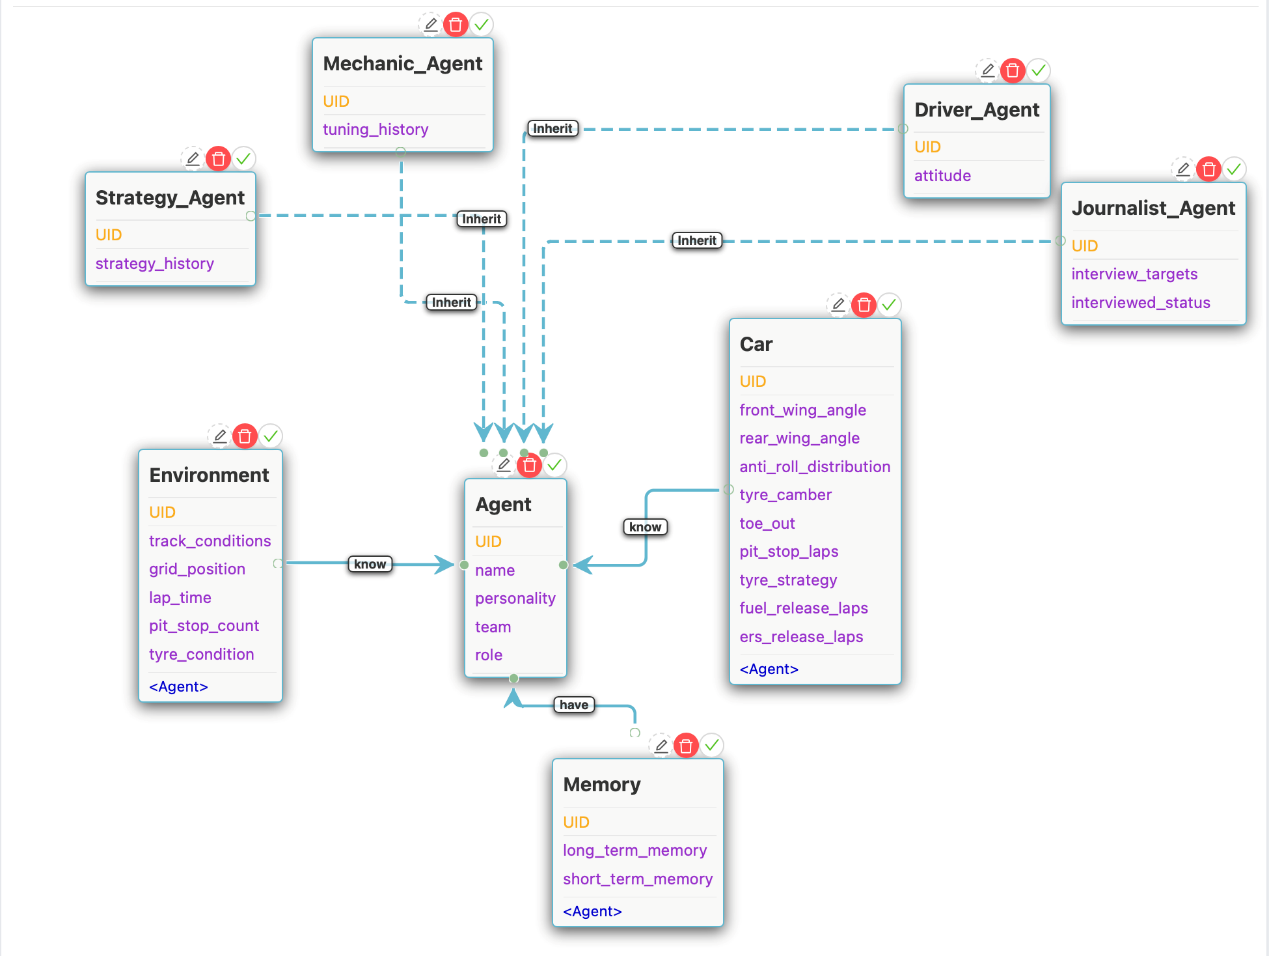 Mechanic_Agent
UID
tuning_history
Driver_Agent
UID
attitude
Inherit
Strategy_Agent
UID
strategy_history
Inherit
Journalist_Agent
UID
interview_targets
interviewed_status
Inherit
Inherit
Car
UID
front_wing_angle
rear_wing_angle
anti_roll_distribution
tyre_camber
toe_out
pit_stop_laps
tyre_strategy
fuel_release_laps
ers_release_laps
<Agent>
Environment
UID
track_conditions
grid_position
lap_time
pit_stop_count
tyre_condition
<Agent>
know
Agent
UID
name
personality
team
role
know
have
Memory
UID
long_term_memory
short_term_memory
<Agent>